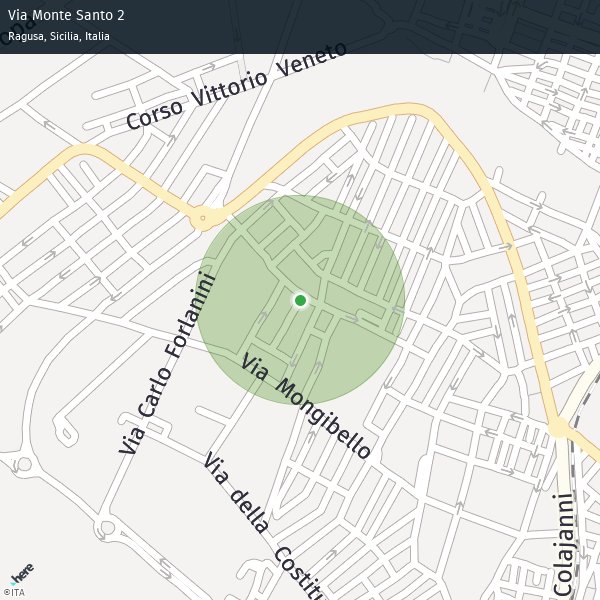 Via Monte Santo 2
Ragusa, Sicilia, Italia
Corso Vittorio Veneto
Via Carlo Forlanini
Via Mongibello
Via della Costitu
Colajanni
here
©ITA